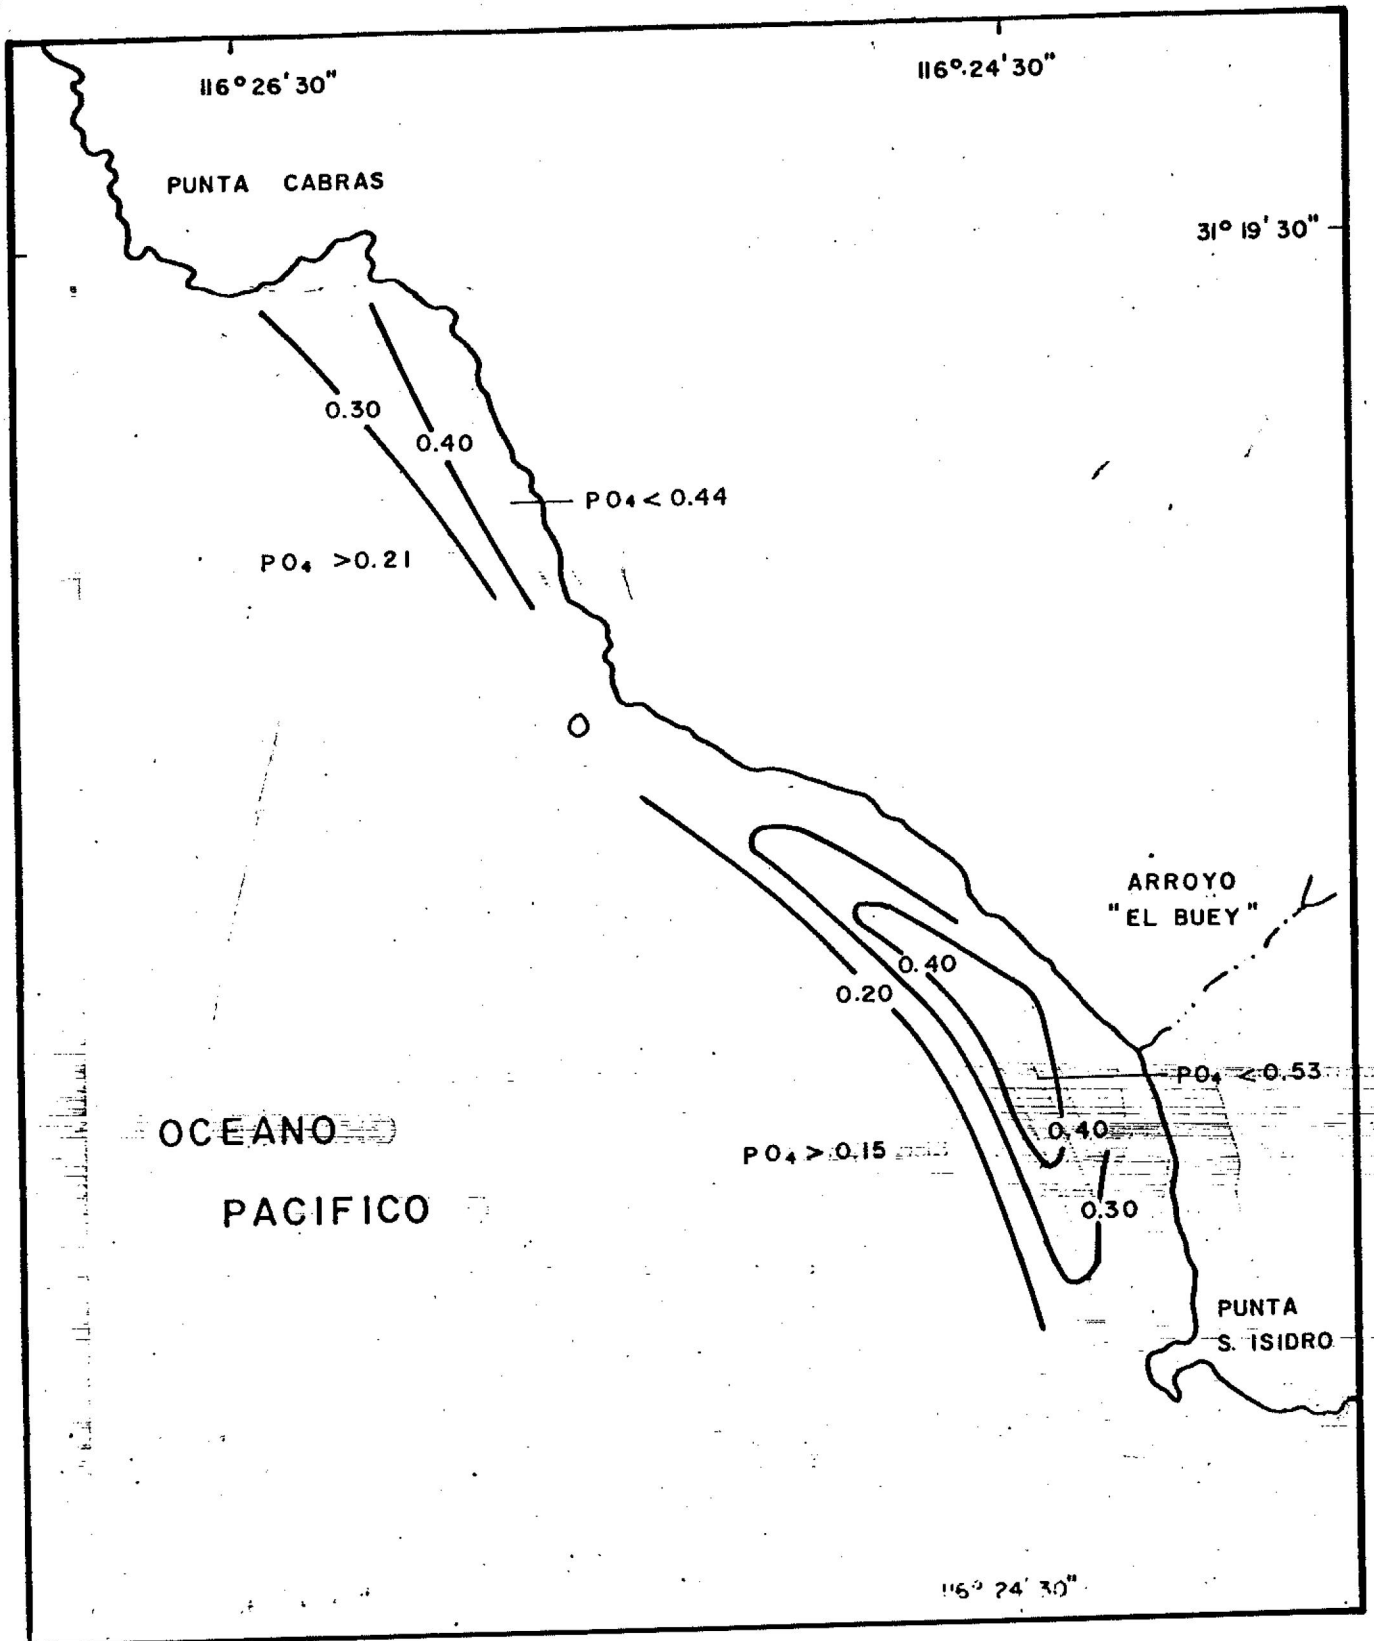 116° 26' 30"
116° 24' 30"
PUNTA CABRAS
31° 19' 30"
0.30
0.40
PO₄ < 0.44
PO₄ >0.21
ARROYO
"EL BUEY"
0.40
0.20
PO₄ <0.53
0.40
OCEANO
PO₄ > 0.15
PACIFICO
0.30
PUNTA
S. ISIDRO
116° 24' 30"